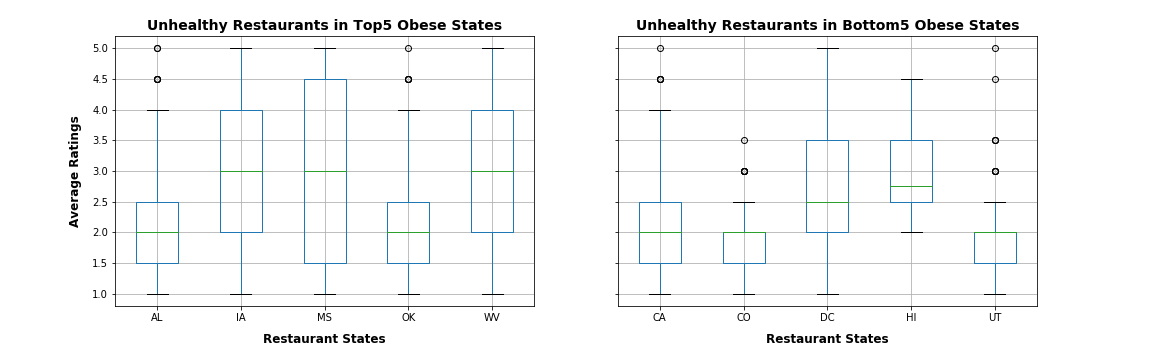 Unhealthy Restaurants in Top5 Obese States
Average Ratings
5.0
4.5
4.0
3.5
3.0
2.5
2.0
1.5
1.0
AL IA MS OK WV
Restaurant States
Unhealthy Restaurants in Bottom5 Obese States
CA CO DC HI UT
Restaurant States